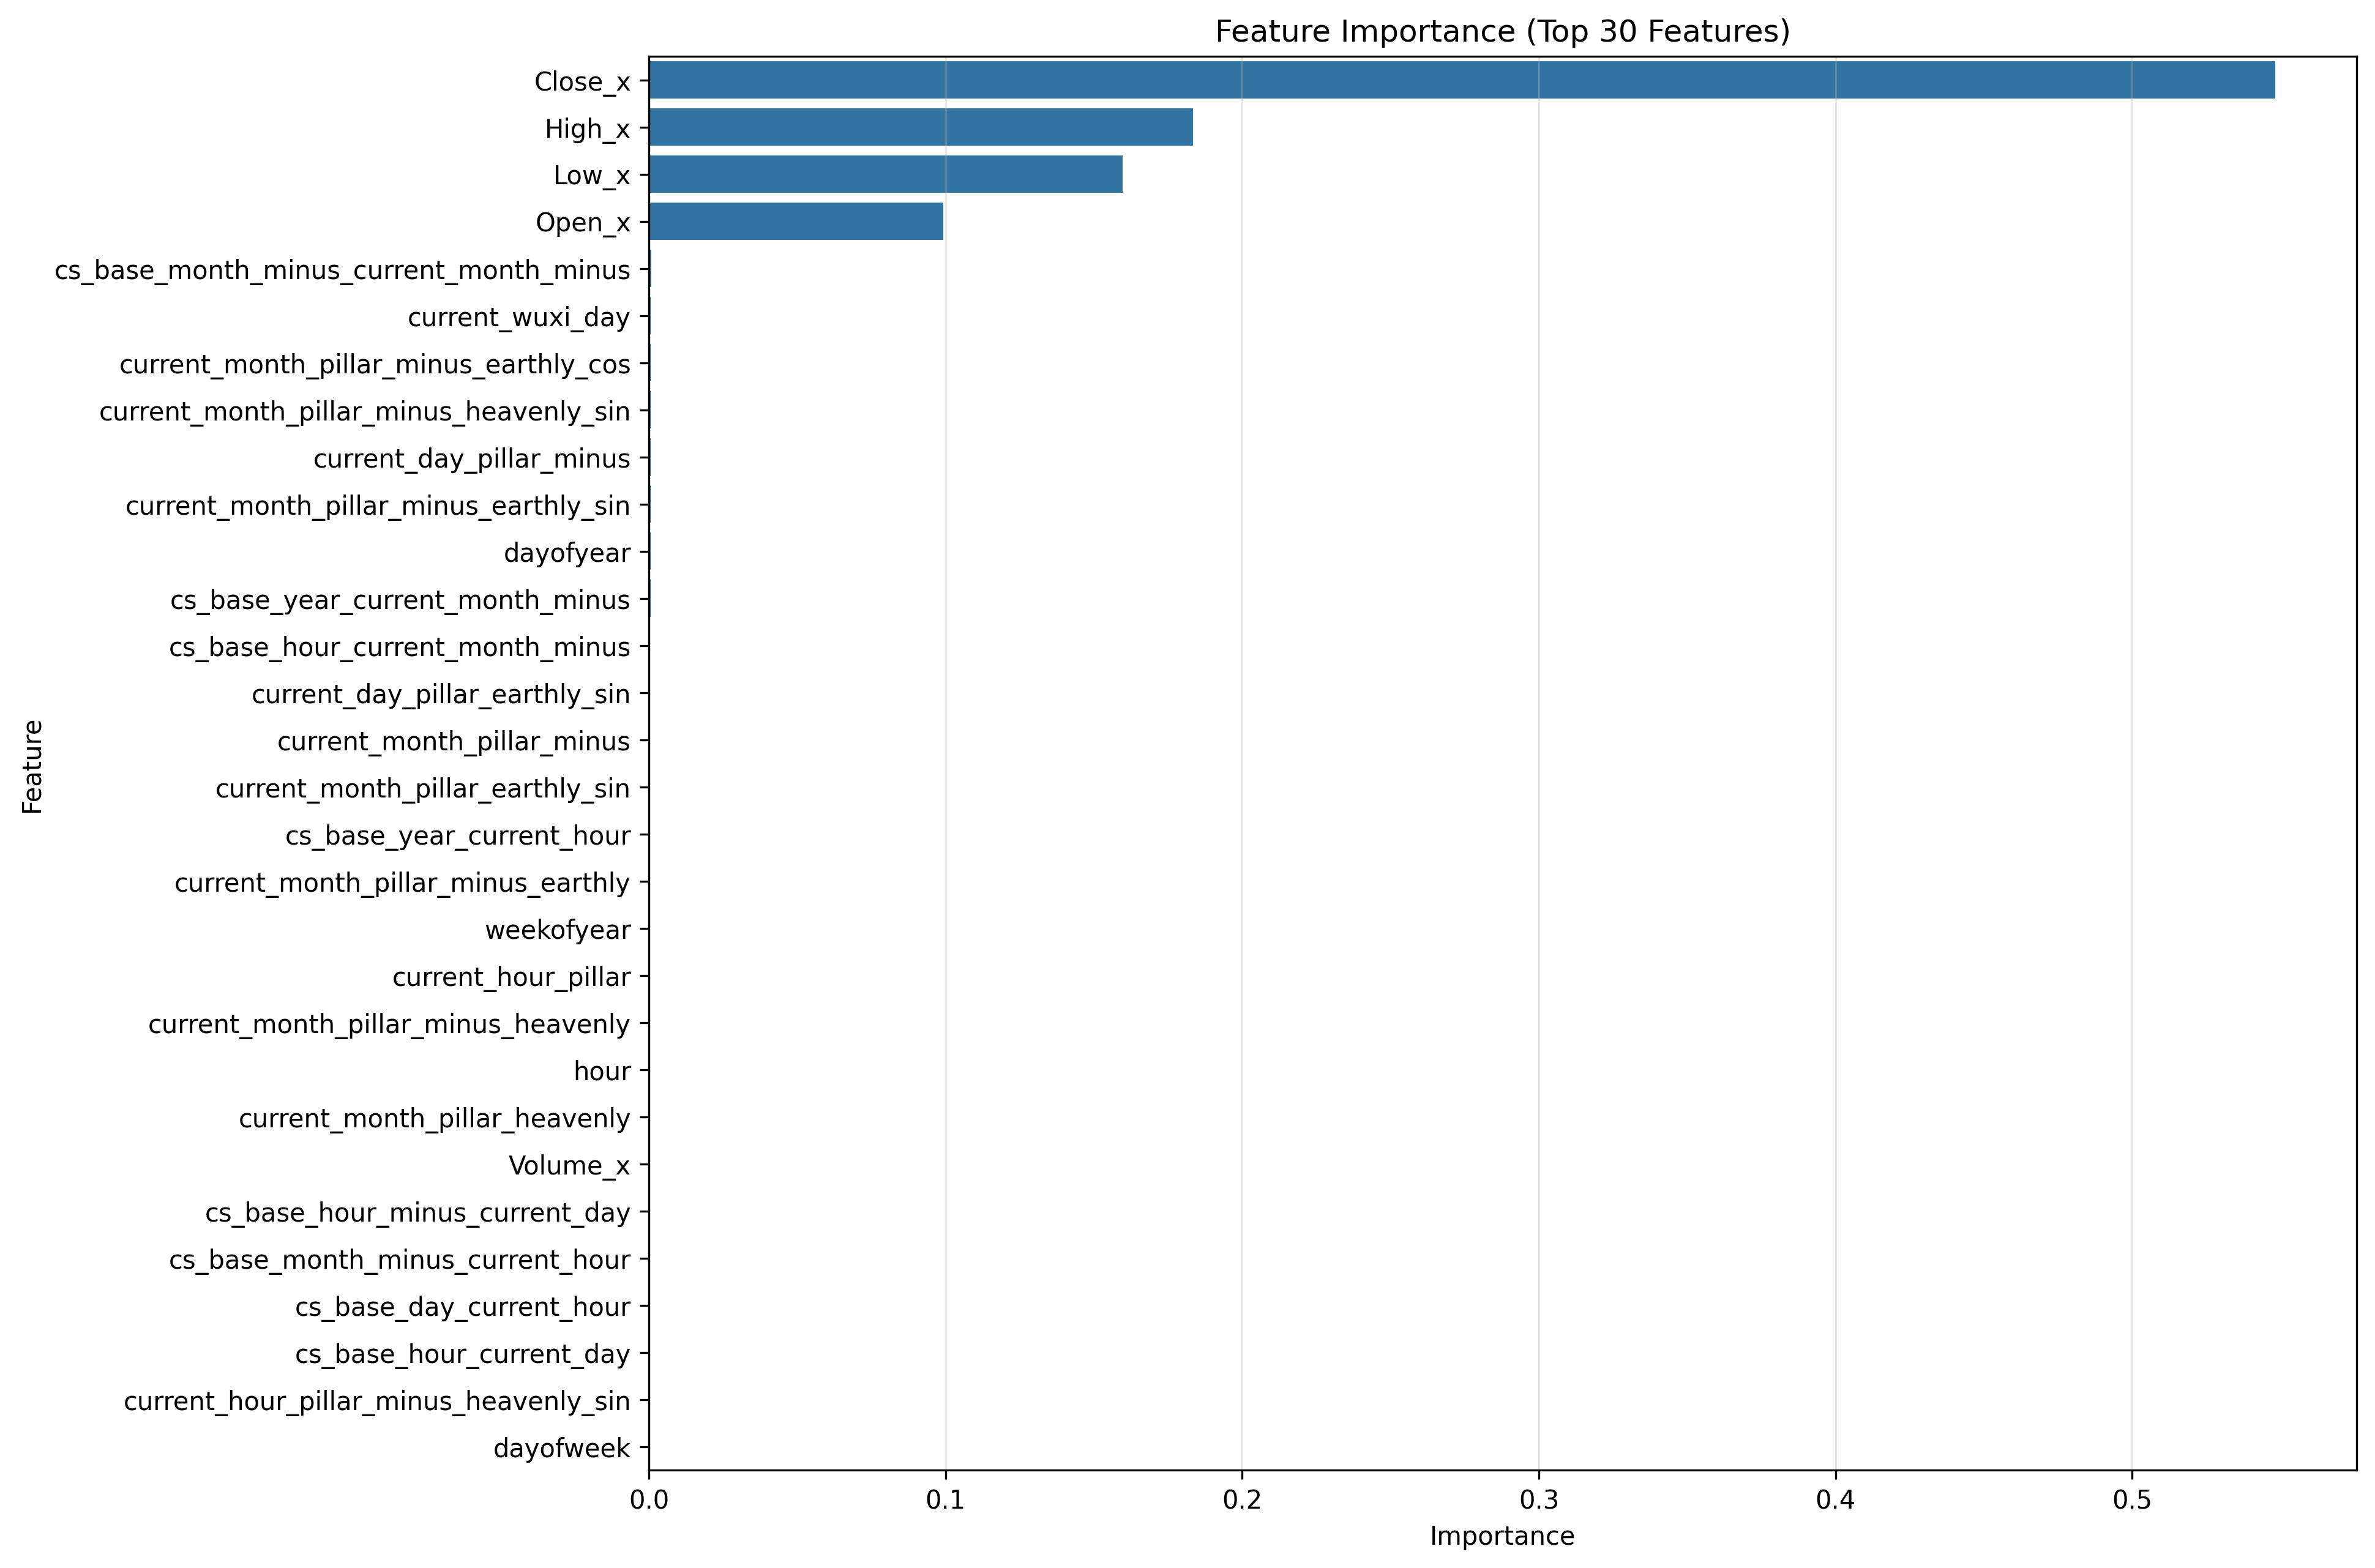 Feature Importance (Top 30 Features)
Close_x
High_x
Low_x
Open_x
cs_base_month_minus_current_month_minus
current_wuxi_day
current_month_pillar_minus_earthly_cos
current_month_pillar_minus_heavenly_sin
current_day_pillar_minus
current_month_pillar_minus_earthly_sin
dayofyear
cs_base_year_current_month_minus
cs_base_hour_current_month_minus
current_day_pillar_earthly_sin
current_month_pillar_minus
current_month_pillar_earthly_sin
cs_base_year_current_hour
current_month_pillar_minus_earthly
weekofyear
current_hour_pillar
current_month_pillar_minus_heavenly
hour
current_month_pillar_heavenly
Volume_x
cs_base_hour_minus_current_day
cs_base_month_minus_current_hour
cs_base_day_current_hour
cs_base_hour_current_day
current_hour_pillar_minus_heavenly_sin
dayofweek
Feature
0.0 0.1 0.2 0.3 0.4 0.5
Importance